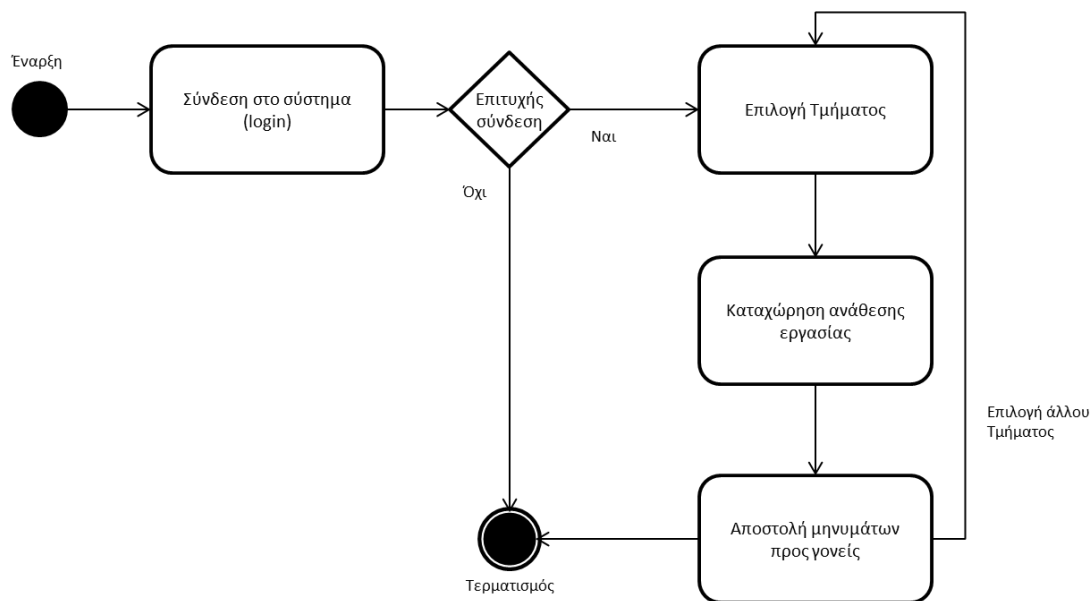 Έναρξη
Σύνδεση στο σύστημα
(login)
Επιτυχής
σύνδεση
Ναι
Όχι
Επιλογή Τμήματος
Καταχώρηση ανάθεσης
εργασίας
Επιλογή άλλου
Τμήματος
Αποστολή μηνυμάτων
προς γονείς
Τερματισμός